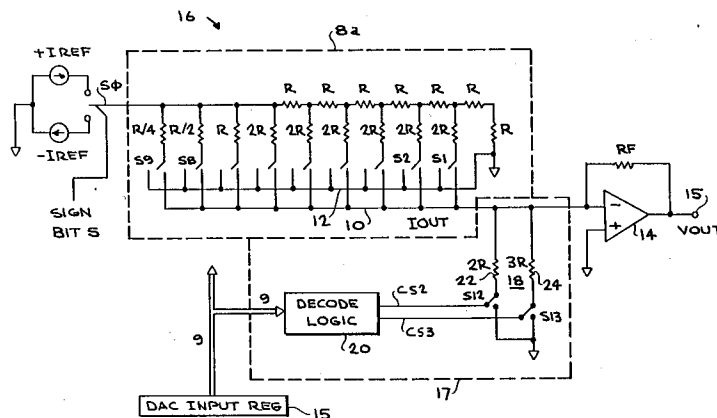 16
8a
+IREF
SΦ
-IREF
SIGN
BIT S
R R R R R R
R/4 R/2 R 2R 2R 2R 2R 2R R
S9 S8 S2 S1
12
10
IOUT
RF
-
+
14
15
VOUT
2R
22
3R
18
24
S12
S13
CS2
CS3
9
DECODE
LOGIC
20
9
17
DAC INPUT REG
15